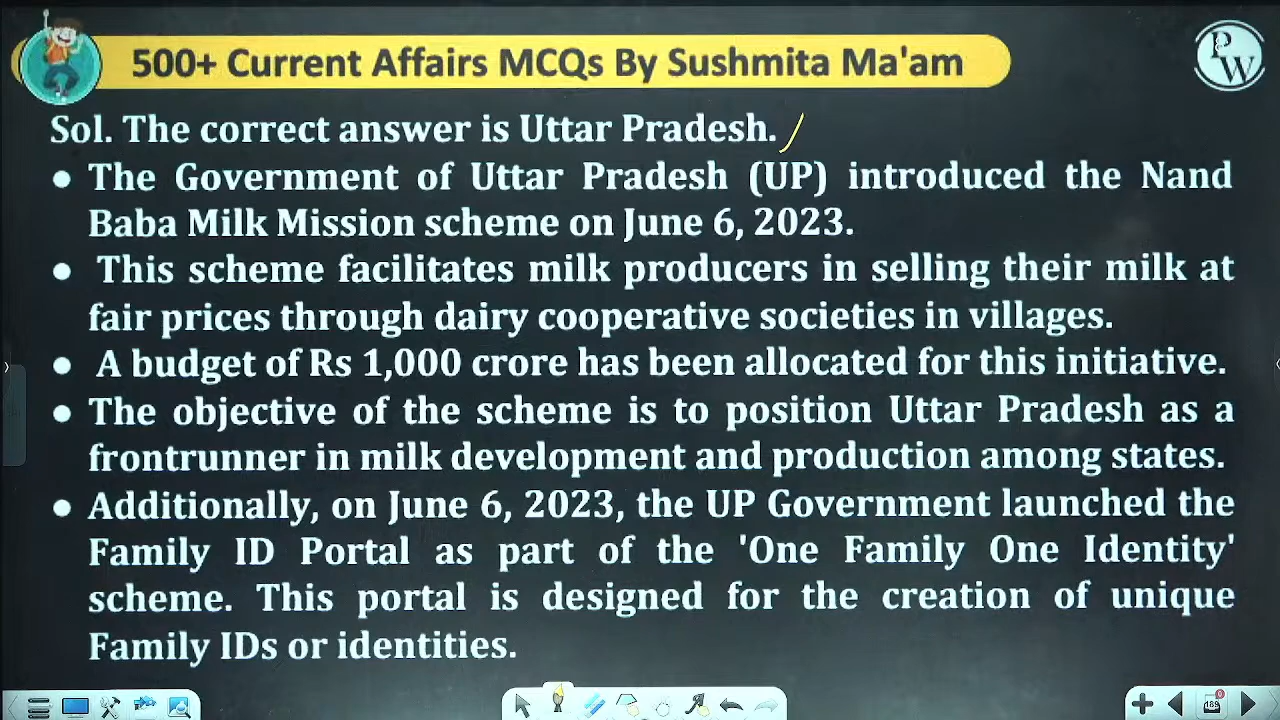 500+ Current Affairs MCQs By Sushmita Ma'am
PW
Sol. The correct answer is Uttar Pradesh.
● The Government of Uttar Pradesh (UP) introduced the Nand
Baba Milk Mission scheme on June 6, 2023.
● This scheme facilitates milk producers in selling their milk at
fair prices through dairy cooperative societies in villages.
● A budget of Rs 1,000 crore has been allocated for this initiative.
● The objective of the scheme is to position Uttar Pradesh as a
frontrunner in milk development and production among states.
● Additionally, on June 6, 2023, the UP Government launched the
Family ID Portal as part of the 'One Family One Identity'
scheme. This portal is designed for the creation of unique
Family IDs or identities.
189